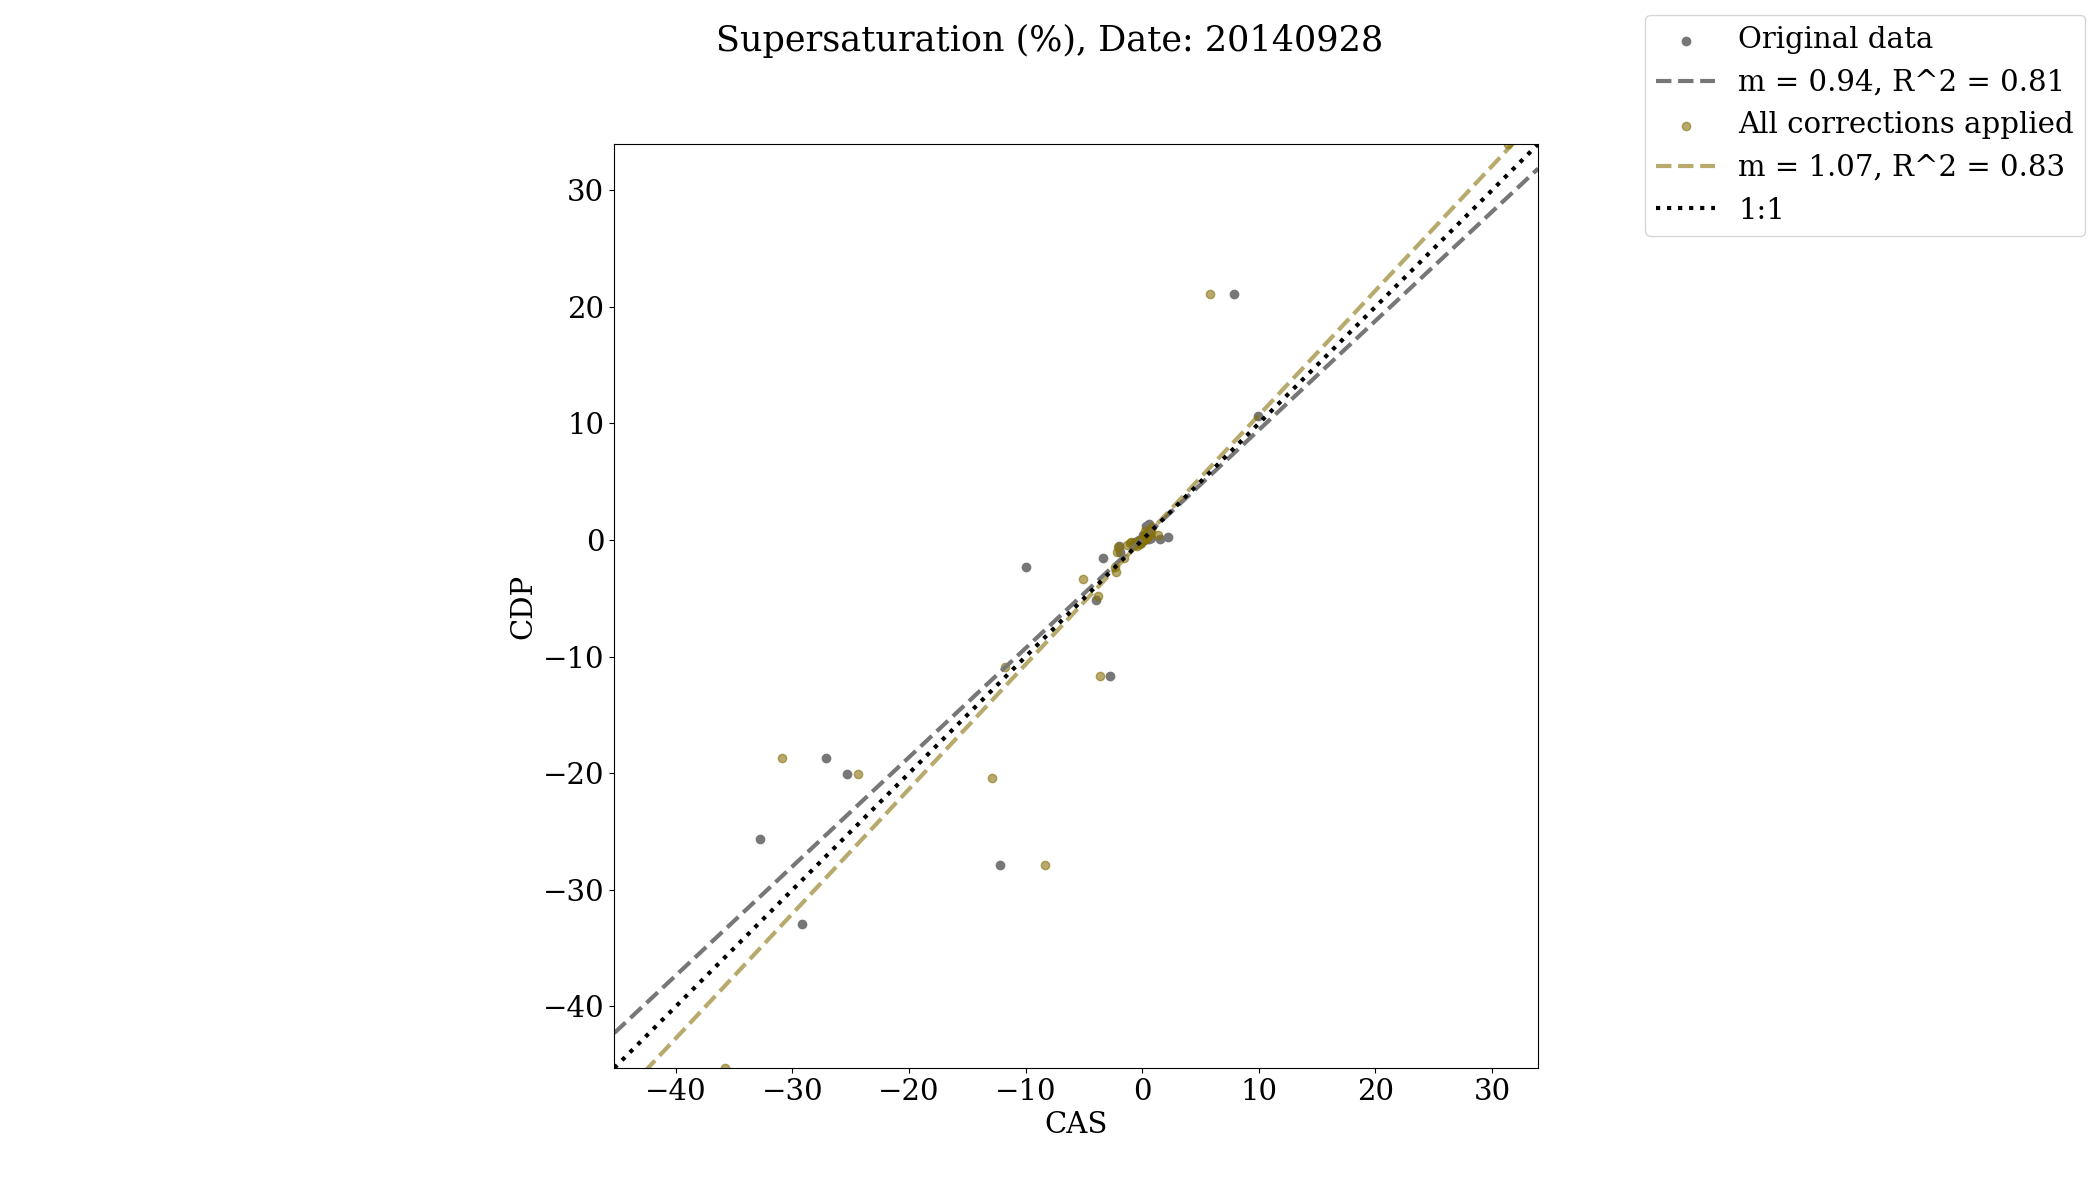 Supersaturation (%), Date: 20140928
Original data
m = 0.94, R^2 = 0.81
All corrections applied
m = 1.07, R^2 = 0.83
1:1
30
20
10
0
−10
−20
−30
−40
CDP
−40 −30 −20 −10 0 10 20 30
CAS